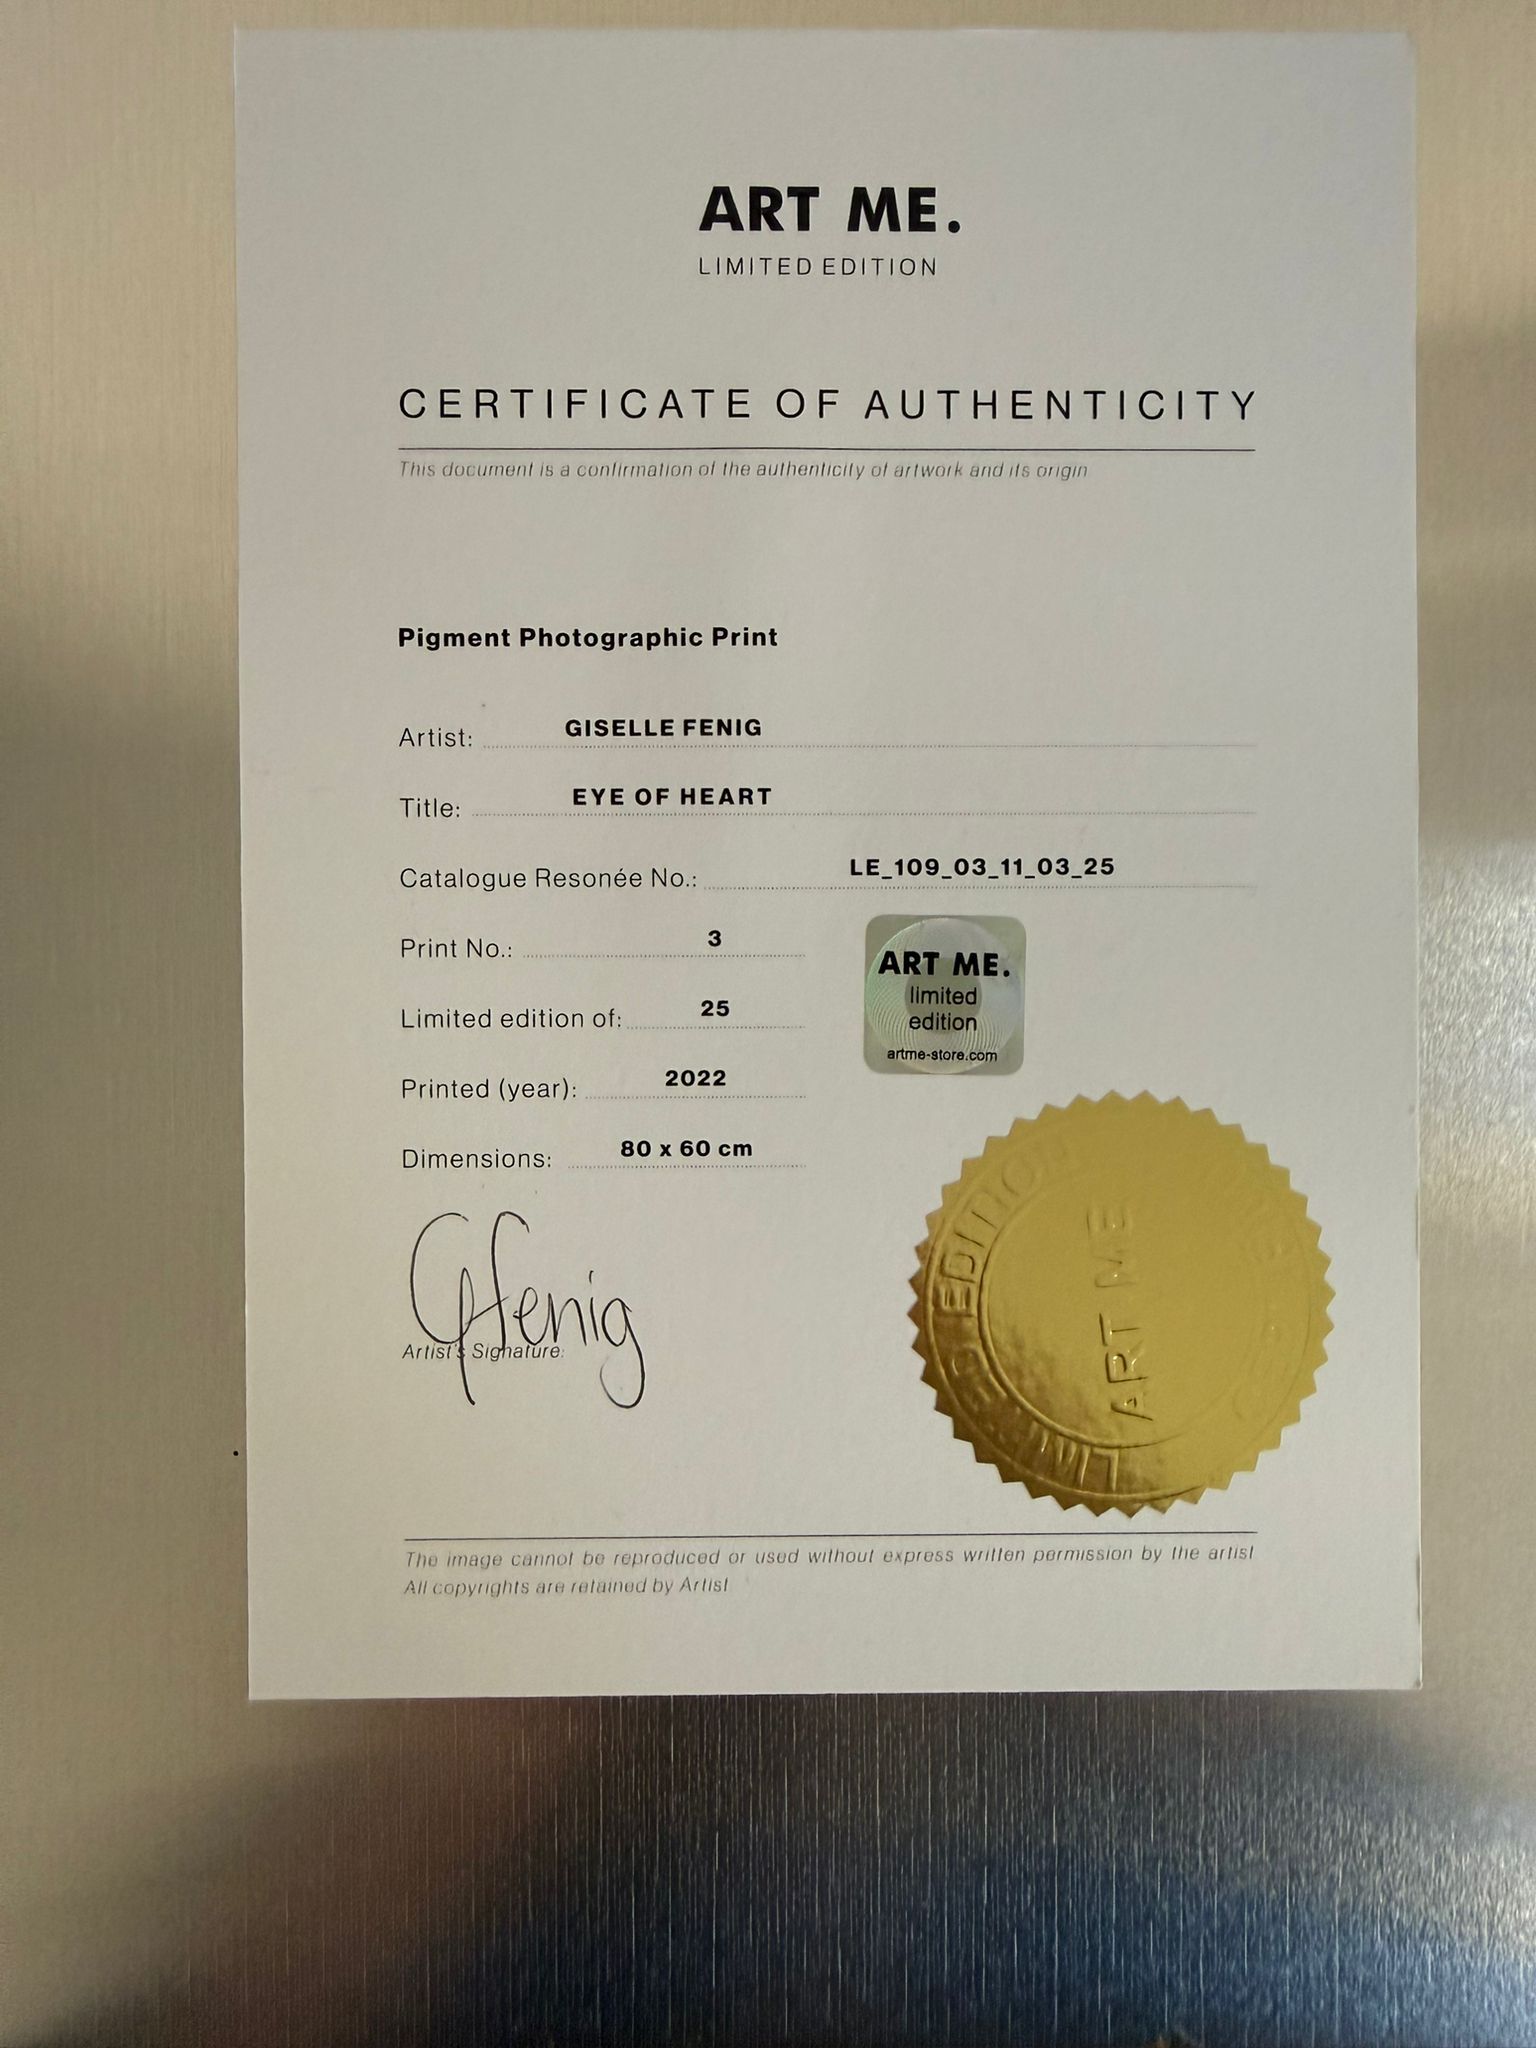 ART ME.
LIMITED EDITION
CERTIFICATE OF AUTHENTICITY
This document is a confirmation of the authenticity of artwork and its origin
Pigment Photographic Print
Artist: GISELLE FENIG
Title: EYE OF HEART
Catalogue Resonée No.: LE_109_03_11_03_25
Print No.: 3
Limited edition of: 25
Printed (year): 2022
Dimensions: 80 x 60 cm
ART ME.
limited
edition
artme-store.com
GFenig
Artist's Signature:
LIMITED EDITION
ART ME
The image cannot be reproduced or used without express written permission by the artist
All copyrights are retained by Artist